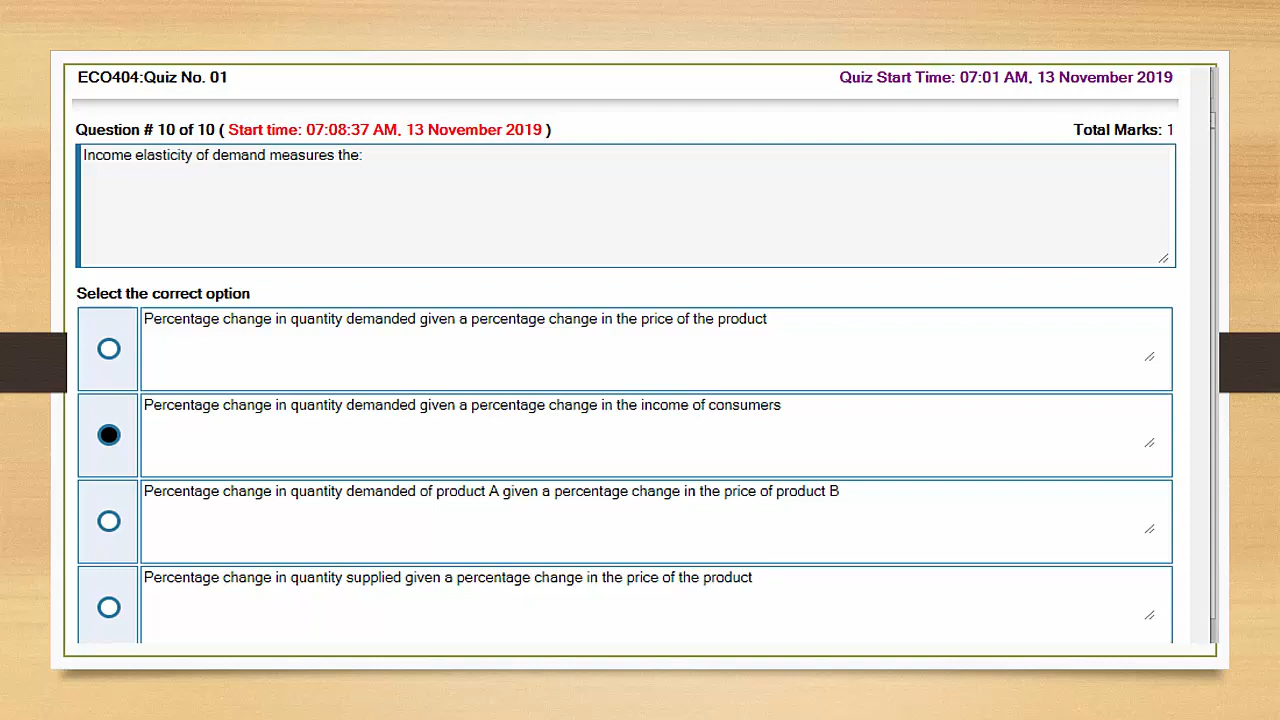 ECO404:Quiz No. 01
Quiz Start Time: 07:01 AM, 13 November 2019
Question # 10 of 10 ( Start time: 07:08:37 AM, 13 November 2019 )
Total Marks: 1
Income elasticity of demand measures the:
Select the correct option
Percentage change in quantity demanded given a percentage change in the price of the product
Percentage change in quantity demanded given a percentage change in the income of consumers
Percentage change in quantity demanded of product A given a percentage change in the price of product B
Percentage change in quantity supplied given a percentage change in the price of the product